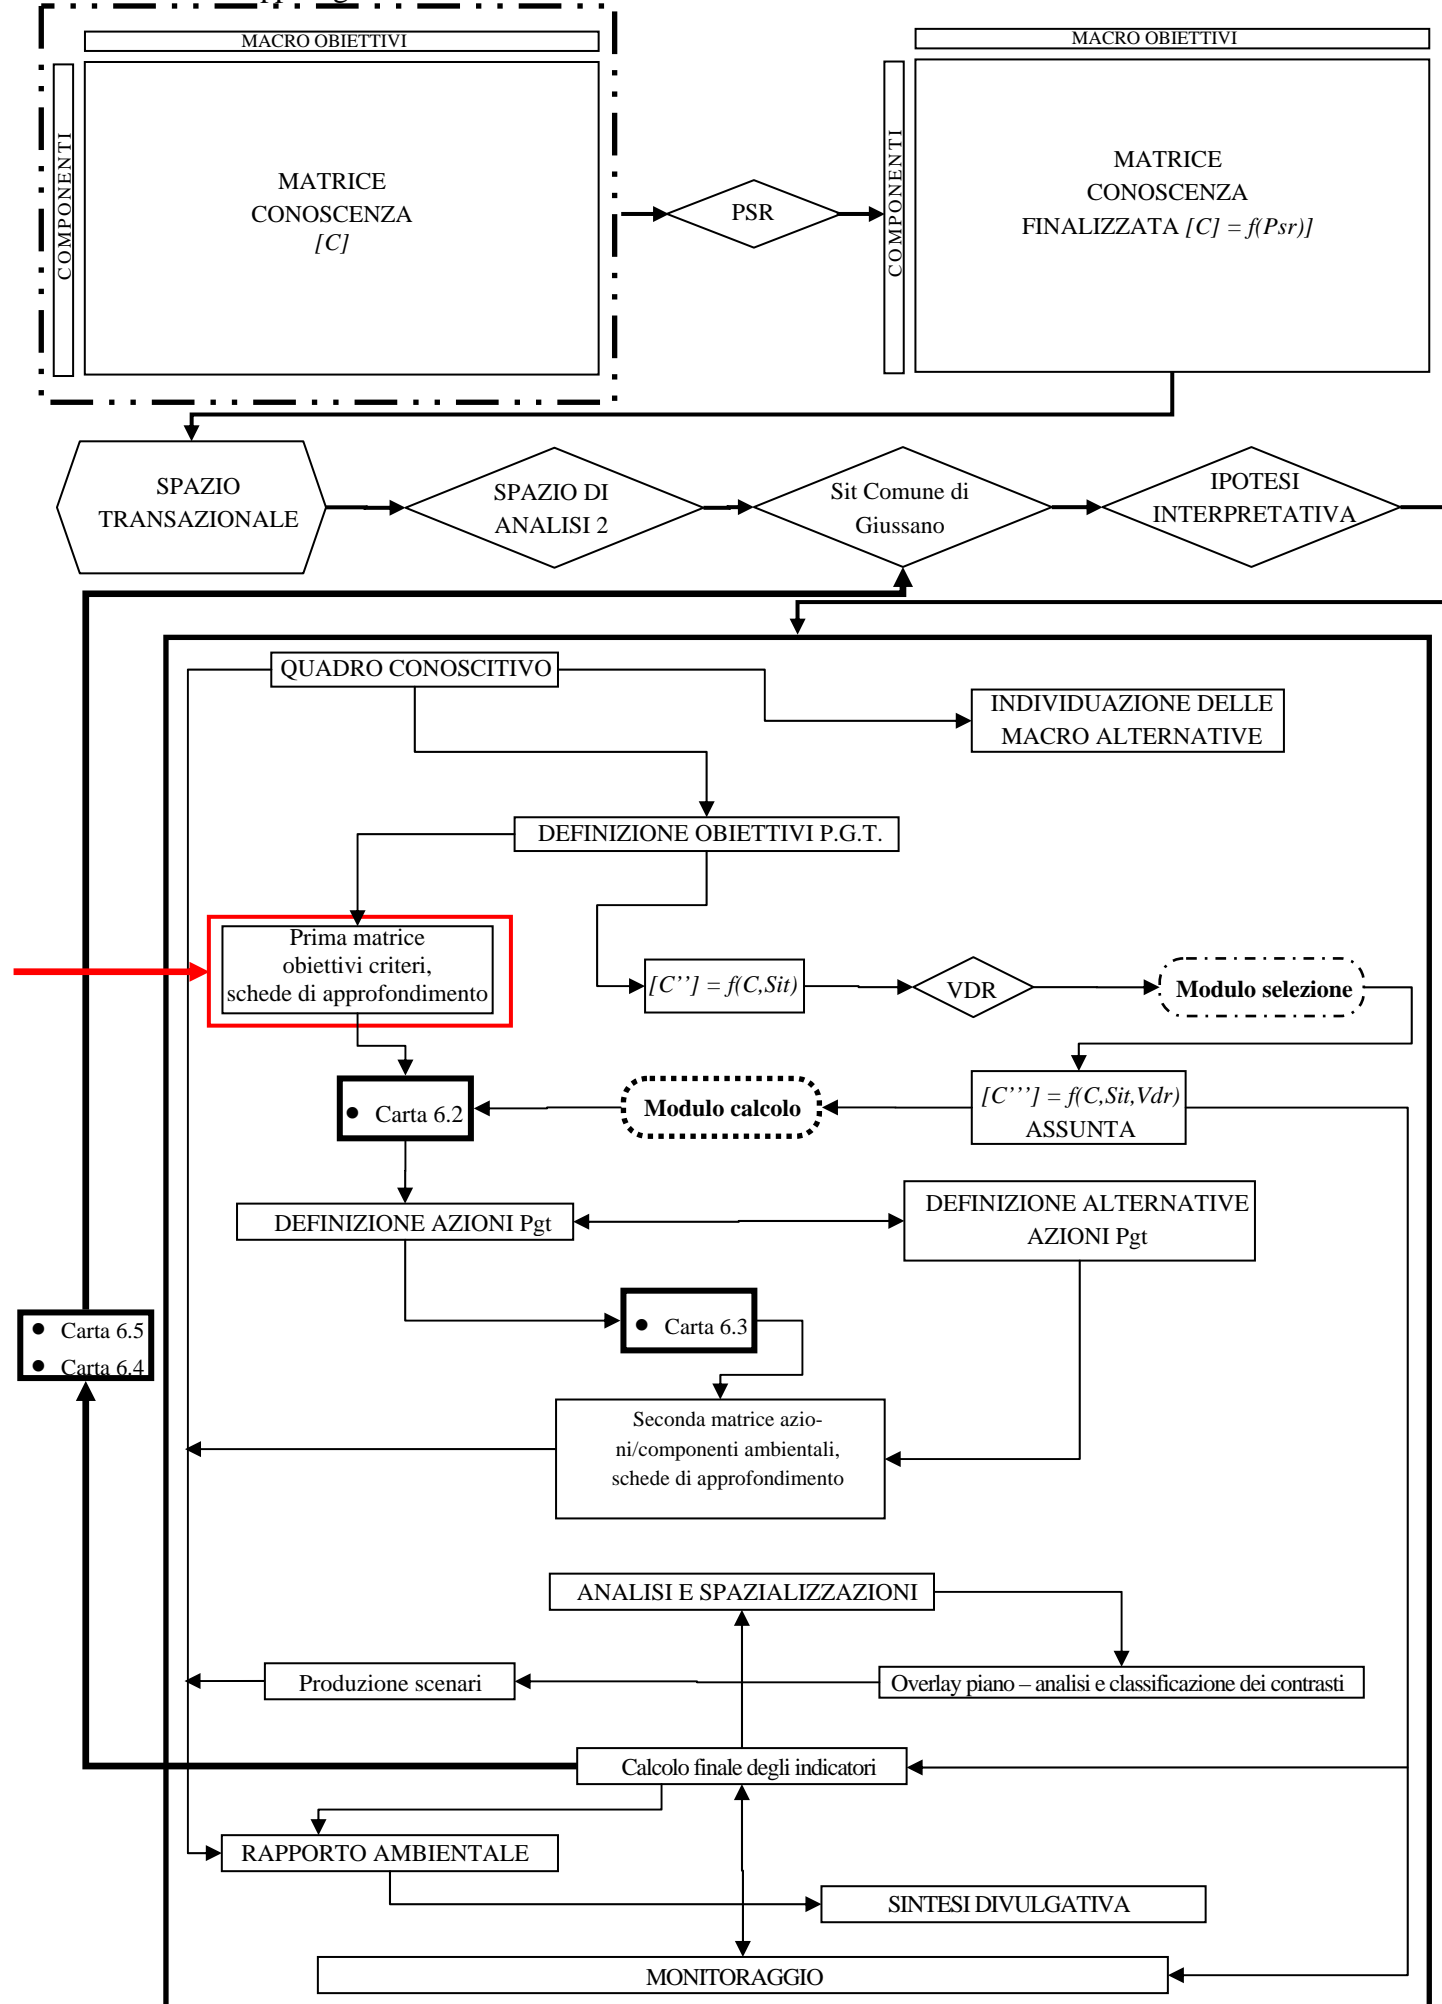 MACRO OBIETTIVI
MACRO OBIETTIVI
COMPONENTI
MATRICE
CONOSCENZA
[C]
PSR
COMPONENTI
MATRICE
CONOSCENZA
FINALIZZATA [C] = f(Psr)]
SPAZIO
TRANSAZIONALE
SPAZIO DI
ANALISI 2
Sit Comune di
Giussano
IPOTESI
INTERPRETATIVA
QUADRO CONOSCITIVO
INDIVIDUAZIONE DELLE
MACRO ALTERNATIVE
DEFINIZIONE OBIETTIVI P.G.T.
Prima matrice
obiettivi criteri,
schede di approfondimento
[C’’] = f(C,Sit)
VDR
Modulo selezione
• Carta 6.2
Modulo calcolo
[C’’’] = f(C,Sit,Vdr)
ASSUNTA
DEFINIZIONE AZIONI Pgt
DEFINIZIONE ALTERNATIVE
AZIONI Pgt
• Carta 6.5
• Carta 6.4
• Carta 6.3
Seconda matrice azio-
ni/componenti ambientali,
schede di approfondimento
ANALISI E SPAZIALIZZAZIONI
Produzione scenari
Overlay piano – analisi e classificazione dei contrasti
Calcolo finale degli indicatori
RAPPORTO AMBIENTALE
SINTESI DIVULGATIVA
MONITORAGGIO